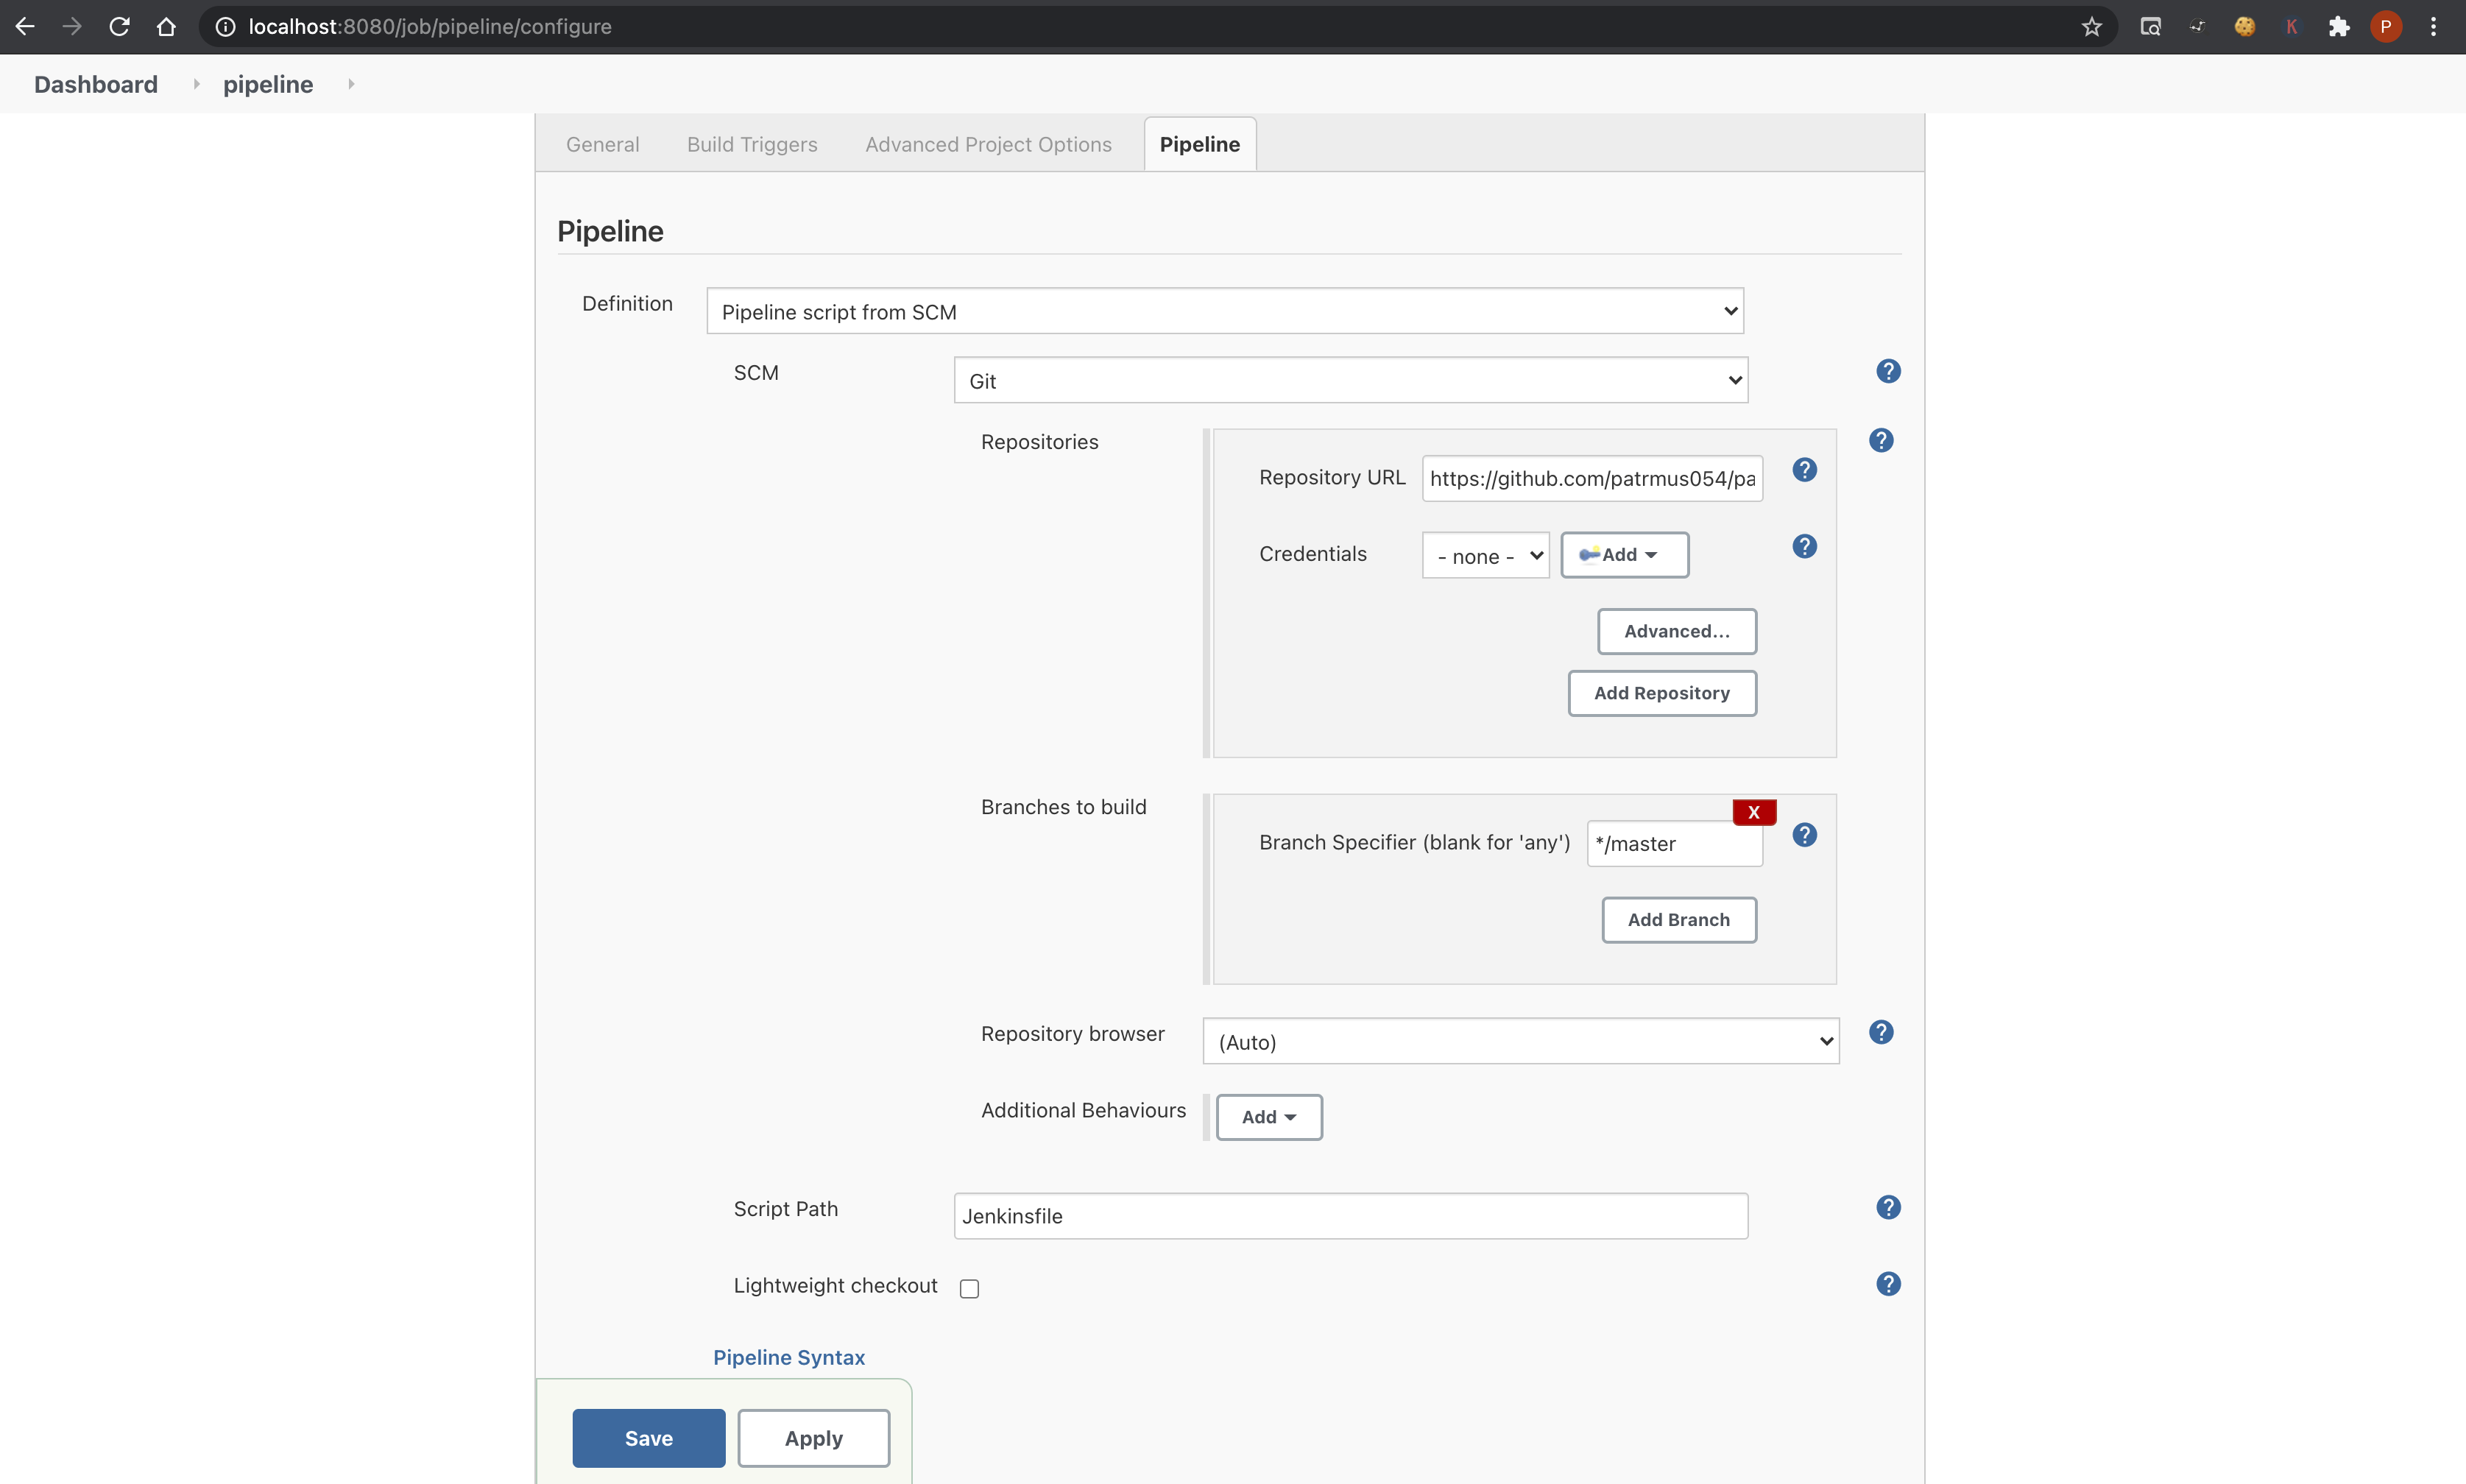 localhost:8080/job/pipeline/configure
K
P
Dashboard pipeline
General Build Triggers Advanced Project Options Pipeline
Pipeline
Definition Pipeline script from SCM
SCM Git ?
Repositories ?
Repository URL https://github.com/patrmus054/pa ?
Credentials - none - Add ?
Advanced...
Add Repository
Branches to build
X
Branch Specifier (blank for 'any') */master ?
Add Branch
Repository browser (Auto) ?
Additional Behaviours Add
Script Path Jenkinsfile ?
Lightweight checkout ?
Pipeline Syntax
Save Apply